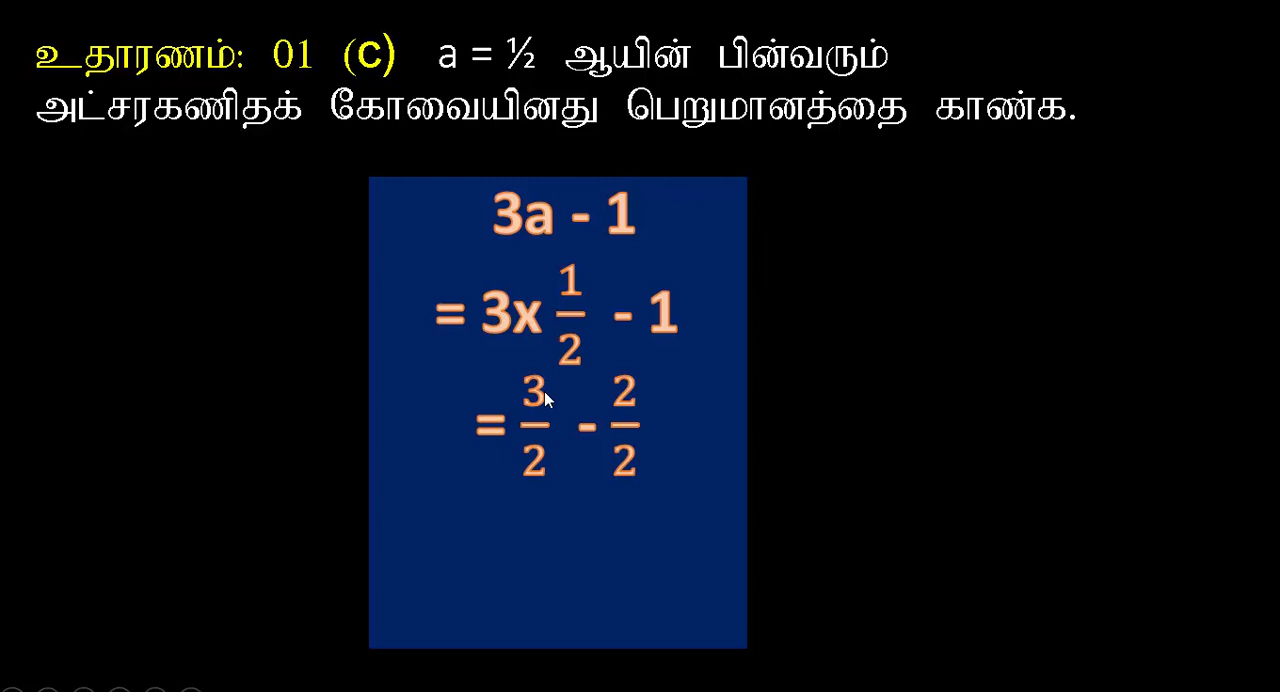 உதாரணம்: 01 (c) a = ½ ஆயின் பின்வரும்
அட்சரகணிதக் கோவையினது பெறுமானத்தை காண்க.
3a - 1
= 3x 1/2 - 1
= 3/2 - 2/2